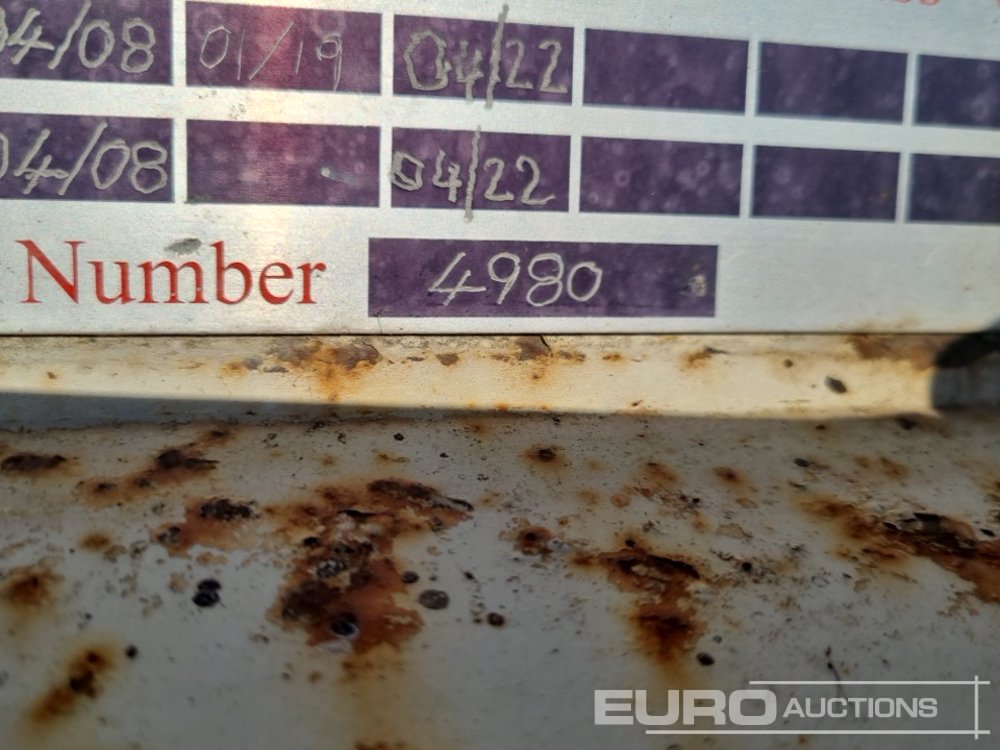 04/08 01/19 04/22
04/08 04/22
Number 4980
EURO AUCTIONS